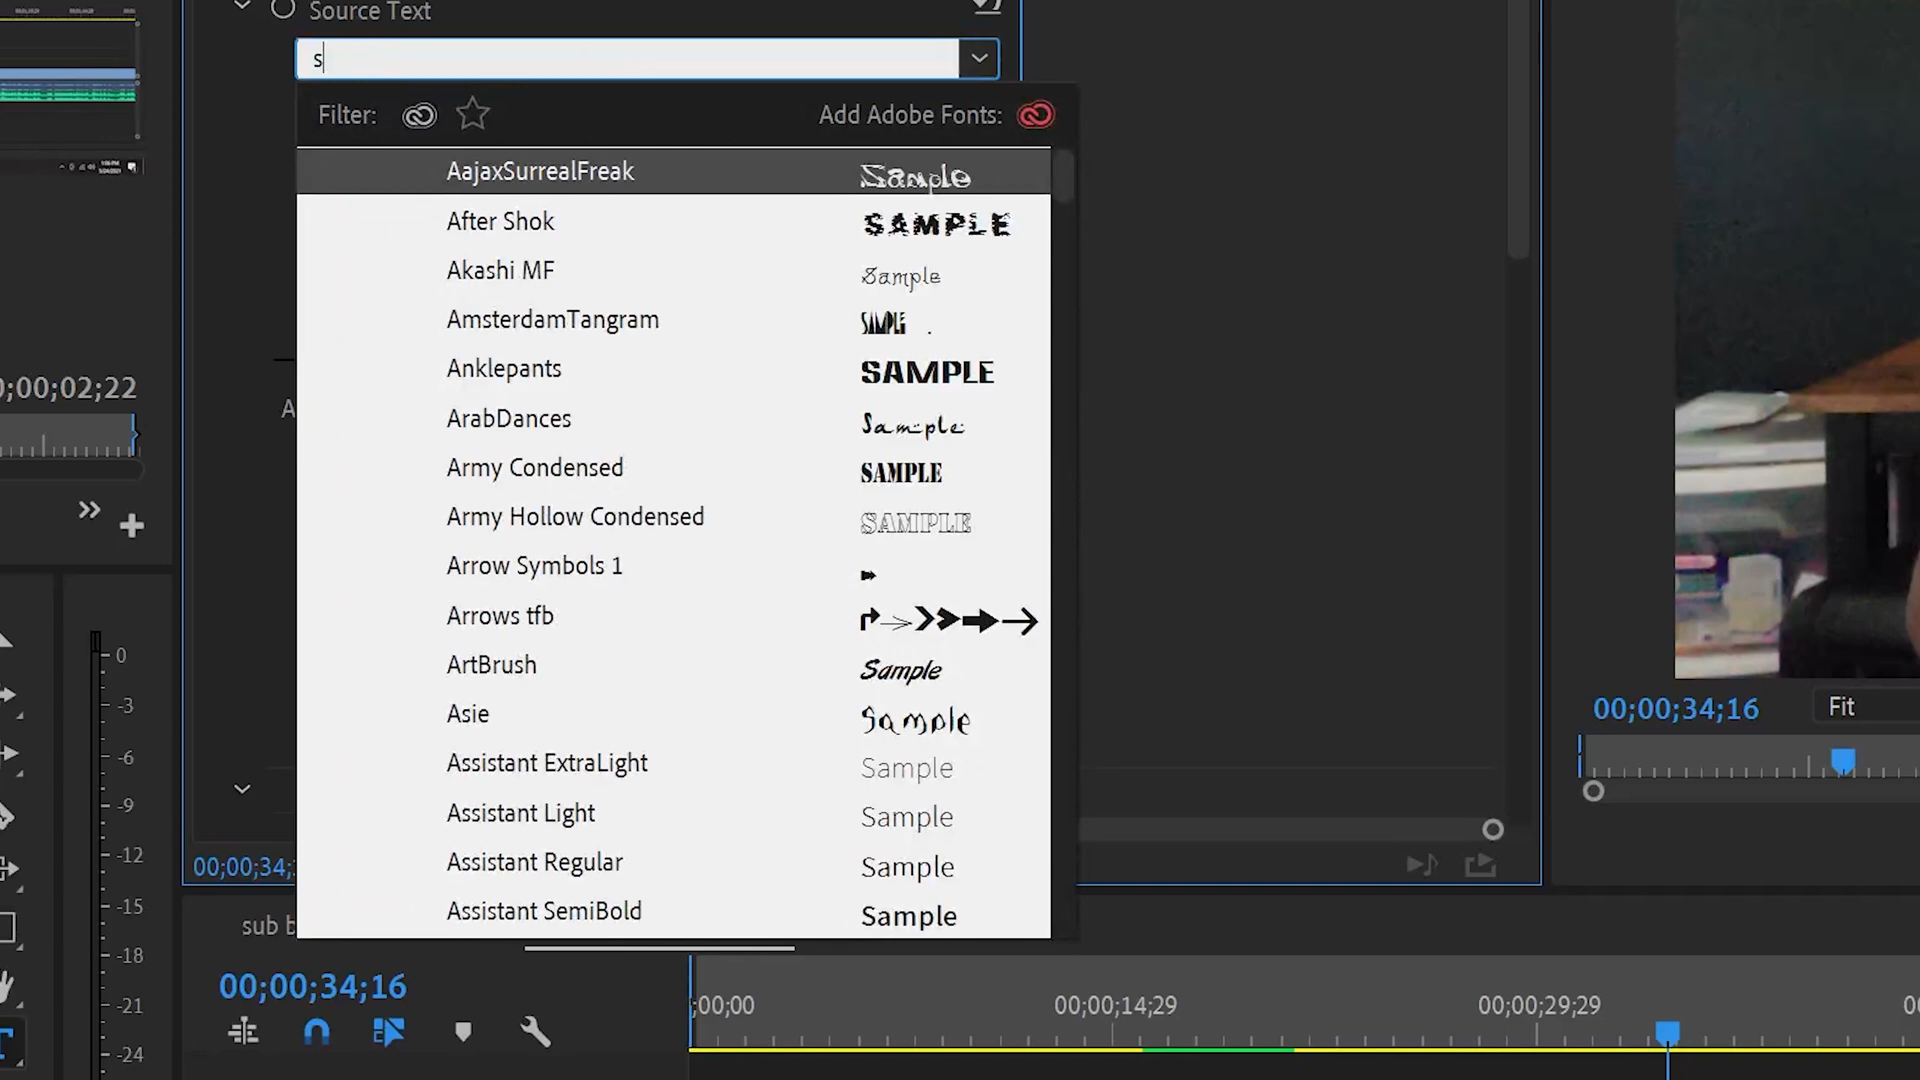 Source Text
s
Filter:
Add Adobe Fonts:
AajaxSurrealFreak Sample
After Shok SAMPLE
Akashi MF Sample
AmsterdamTangram SAMPLE .
Anklepants SAMPLE
ArabDances Sample
Army Condensed SAMPLE
Army Hollow Condensed SAMPLE
Arrow Symbols 1
Arrows tfb
ArtBrush Sample
Asie Sample
Assistant ExtraLight Sample
Assistant Light Sample
Assistant Regular Sample
Assistant SemiBold Sample
;00;02;22
A
00;00;34;
00;00;34;16 Fit
sub b
00;00;34;16
;00;00 00;00;14;29 00;00;29;29
0
-3
-6
-9
-12
-15
-18
-21
-24